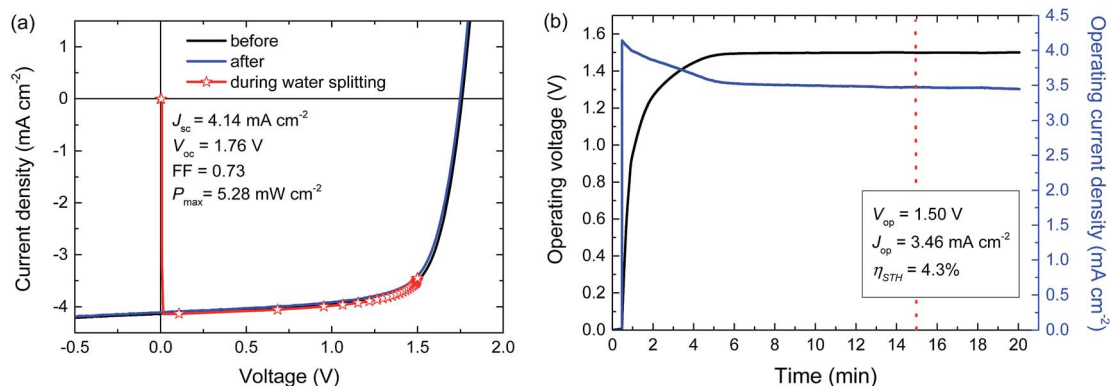 (a)
before
after
during water splitting
J_sc = 4.14 mA cm⁻²
V_oc = 1.76 V
FF = 0.73
P_max= 5.28 mW cm⁻²
Current density (mA cm⁻²)
1
0
-1
-2
-3
-4
-0.5 0.0 0.5 1.0 1.5 2.0
Voltage (V)
(b)
Operating voltage (V)
1.6
1.4
1.2
1.0
0.8
0.6
0.4
0.2
0.0
V_op = 1.50 V
J_op = 3.46 mA cm⁻²
η_STH = 4.3%
0 2 4 6 8 10 12 14 16 18 20
Time (min)
4.5
4.0
3.5
3.0
2.5
2.0
1.5
1.0
0.5
0.0
Operating current density (mA cm⁻²)